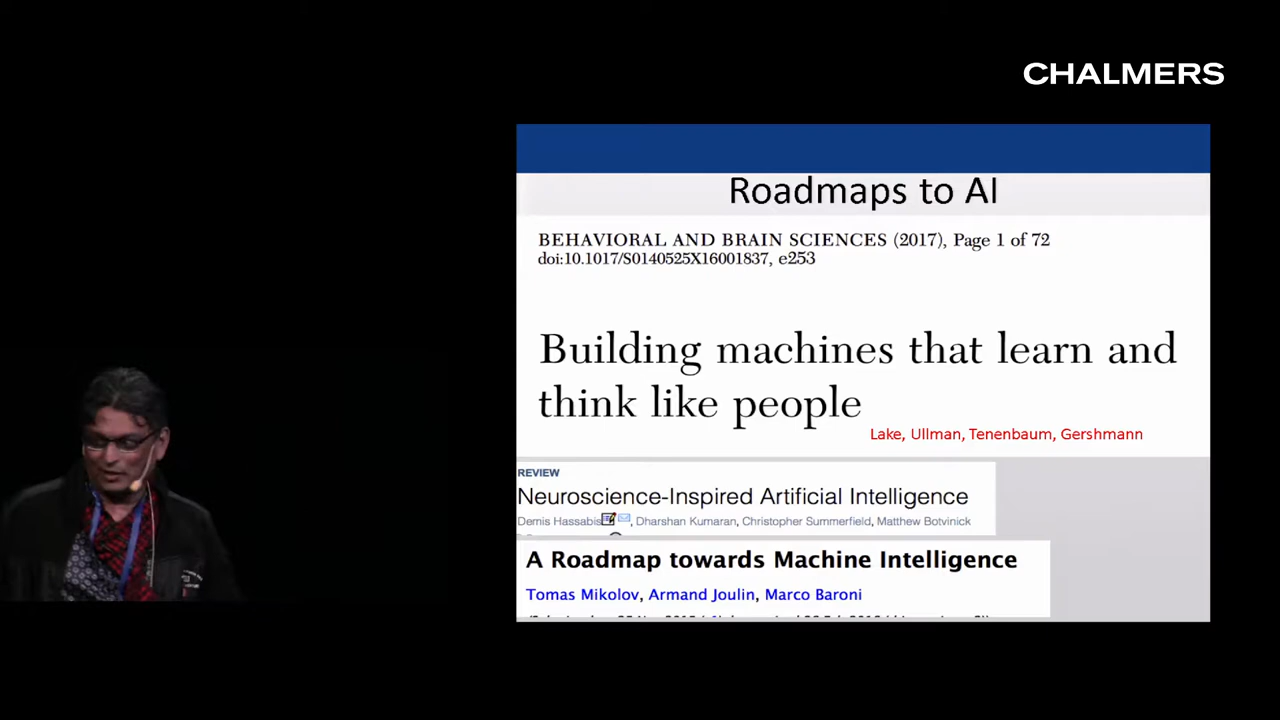 CHALMERS
Roadmaps to AI
BEHAVIORAL AND BRAIN SCIENCES (2017), Page 1 of 72
doi:10.1017/S0140525X16001837, e253
Building machines that learn and
think like people
Lake, Ullman, Tenenbaum, Gershmann
REVIEW
Neuroscience-Inspired Artificial Intelligence
Demis Hassabis, Dharshan Kumaran, Christopher Summerfield, Matthew Botvinick
A Roadmap towards Machine Intelligence
Tomas Mikolov, Armand Joulin, Marco Baroni